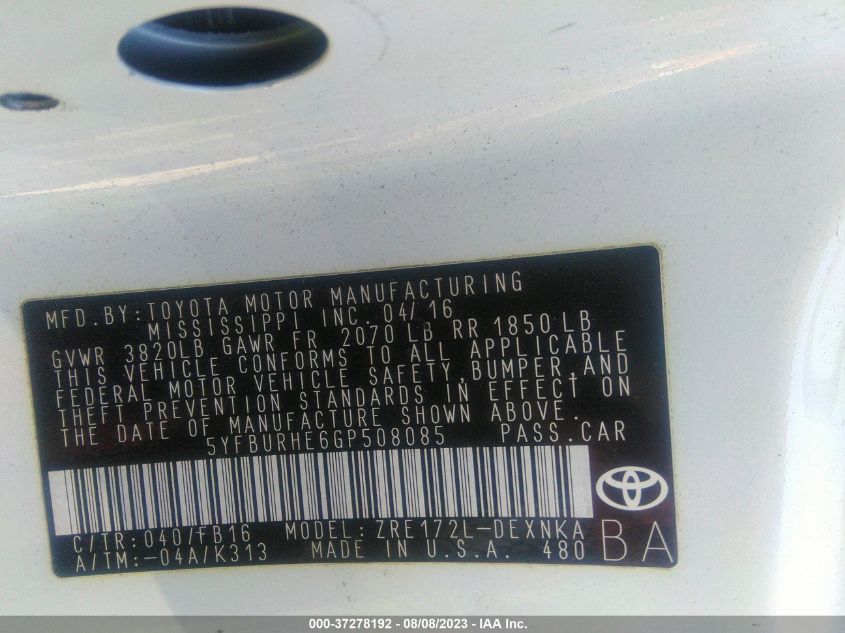 MFD. BY: TOYOTA MOTOR MANUFACTURING
MISSISSIPPI INC. 04/16
GVWR 3820LB GAWR FR 2070 LB RR 1850 LB
THIS VEHICLE CONFORMS TO ALL APPLICABLE
FEDERAL MOTOR VEHICLE SAFETY, BUMPER, AND
THEFT PREVENTION STANDARDS IN EFFECT ON
THE DATE OF MANUFACTURE SHOWN ABOVE.
5YFBURHE6GP508085 PASS. CAR
C/TR: 040/FB16 MODEL: ZRE172L-DEXNKA
A/TM: -04A/K313 MADE IN U.S.A. 480
BA
000-37278192 - 08/08/2023 - IAA Inc.